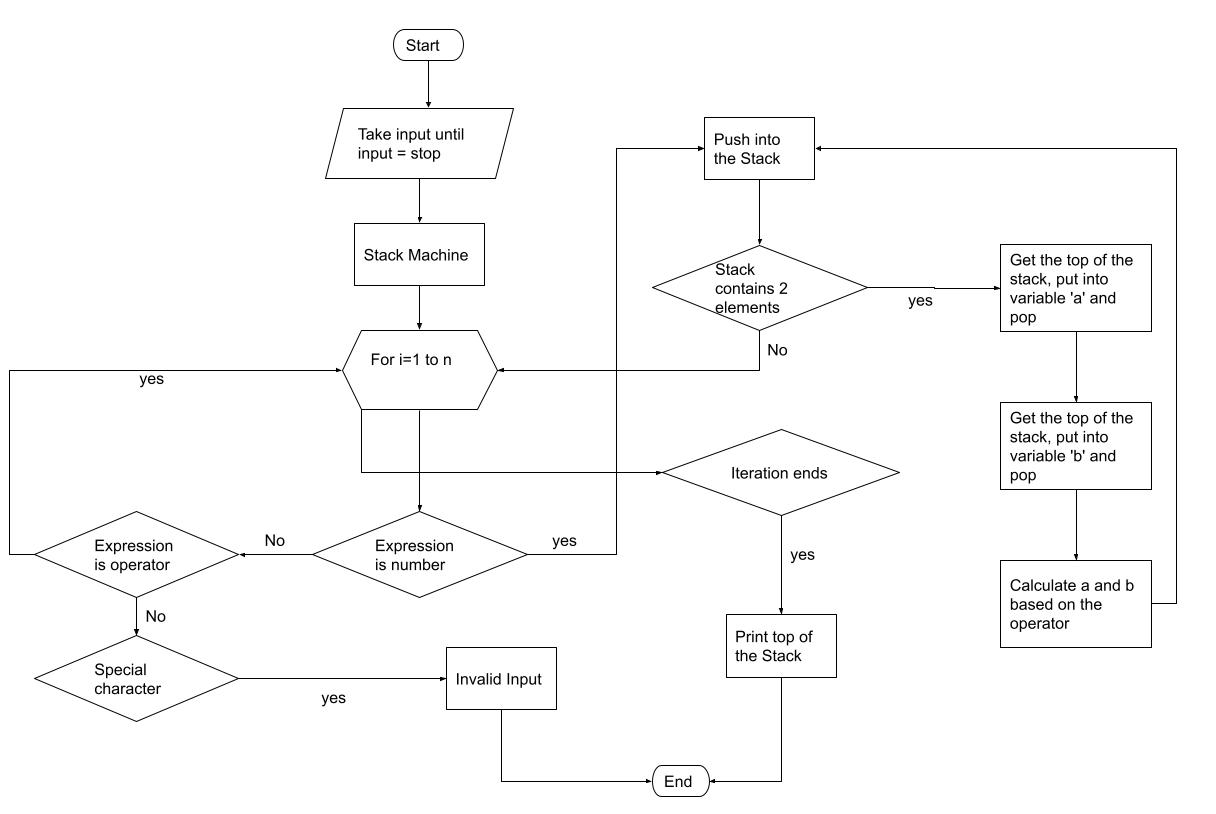 Start
Take input until
input = stop
Stack Machine
For i=1 to n
yes
Expression
is number
No
yes
Expression
is operator
No
Special
character
yes
Invalid Input
Push into
the Stack
Stack
contains 2
elements
yes
No
Get the top of the
stack, put into
variable 'a' and
pop
Get the top of the
stack, put into
variable 'b' and
pop
Calculate a and b
based on the
operator
Iteration ends
yes
Print top of
the Stack
End